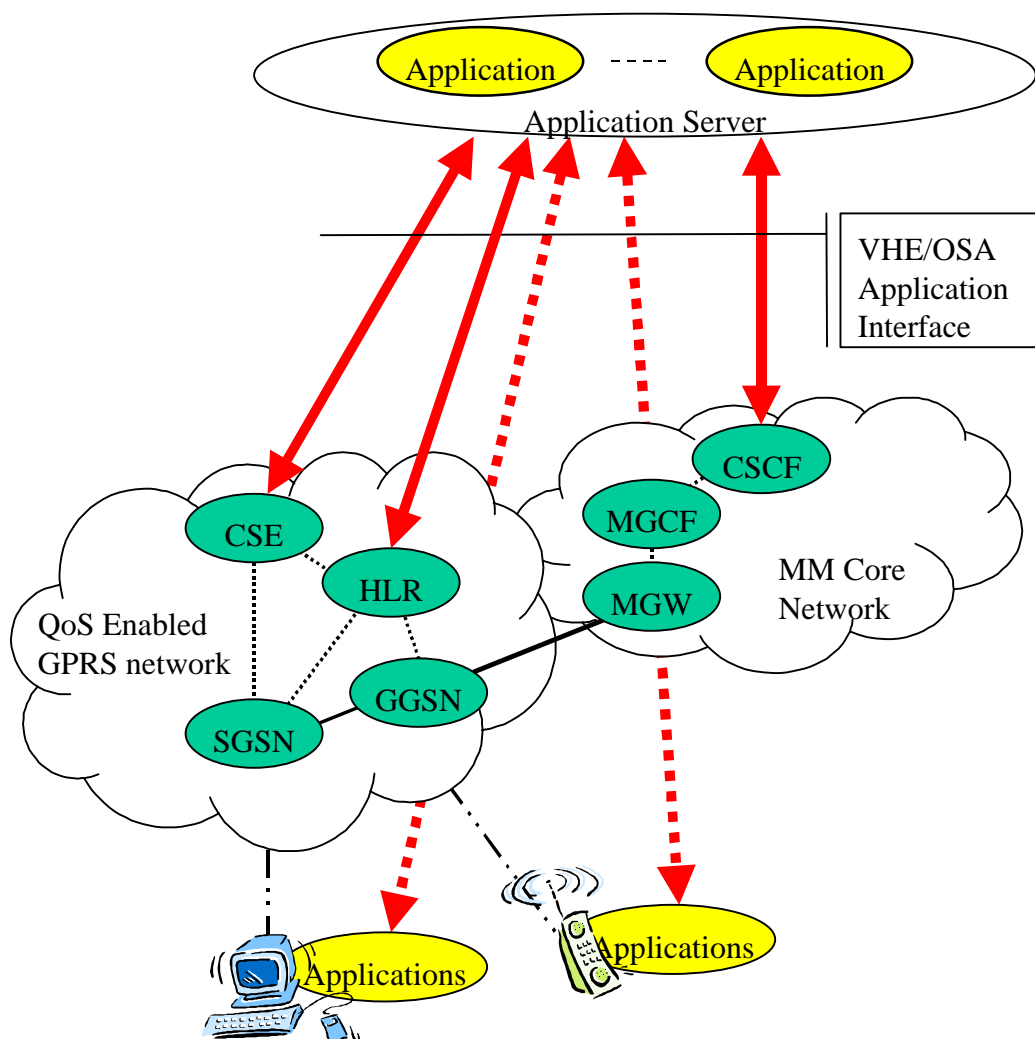 Application
Application
Application Server
VHE/OSA
Application
Interface
CSCF
MGCF
MGW
MM Core
Network
CSE
HLR
QoS Enabled
GPRS network
GGSN
SGSN
Applications
Applications